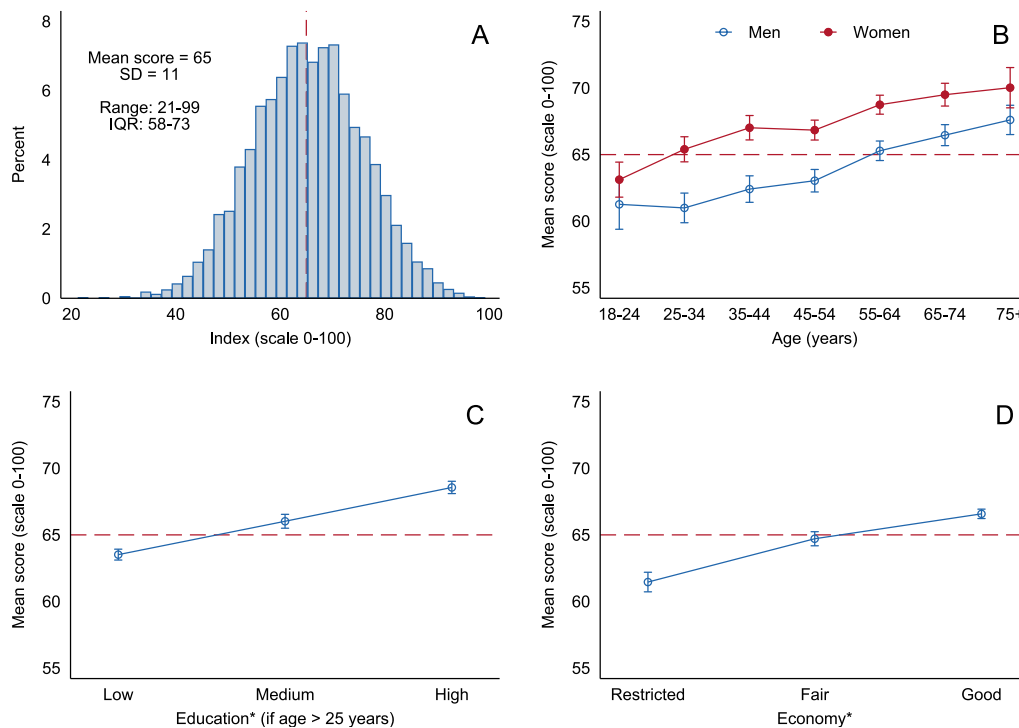 A
8
6
4
2
0
Percent
Mean score = 65
SD = 11
Range: 21-99
IQR: 58-73
20
40
60
80
100
Index (scale 0-100)
B
Men
Women
75
70
65
60
55
Mean score (scale 0-100)
18-24
25-34
35-44
45-54
55-64
65-74
75+
Age (years)
C
75
70
65
60
55
Mean score (scale 0-100)
Low
Medium
High
Education* (if age > 25 years)
D
75
70
65
60
55
Mean score (scale 0-100)
Restricted
Fair
Good
Economy*